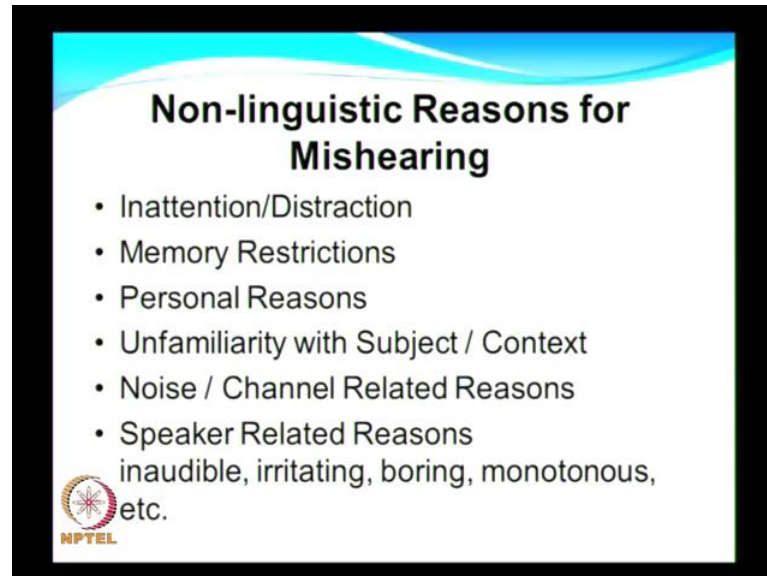 Non-linguistic Reasons for
Mishearing
• Inattention/Distraction
• Memory Restrictions
• Personal Reasons
• Unfamiliarity with Subject / Context
• Noise / Channel Related Reasons
• Speaker Related Reasons
inaudible, irritating, boring, monotonous,
etc.
NPTEL